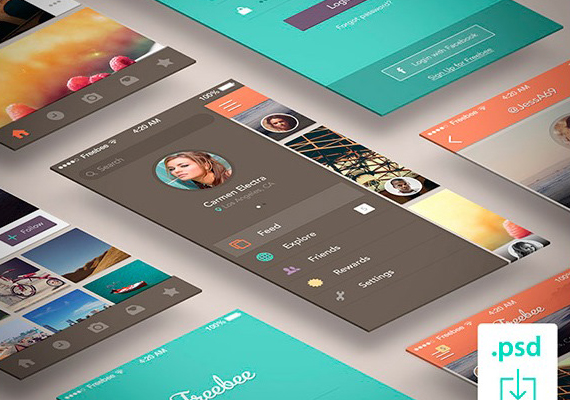 Login
Forgot password?
Login with Facebook
Sign Up for Freebee
Freebee
4:20 AM
100%
Search
Carmen Electra
Los Angeles, CA
Feed
Explore
Friends
Rewards
Settings
Freebee
4:20 AM
@JessA69
+ Follow
Freebee
4:20 AM
100%
Freebee
Freebee
4:20 AM
Freebee
.psd